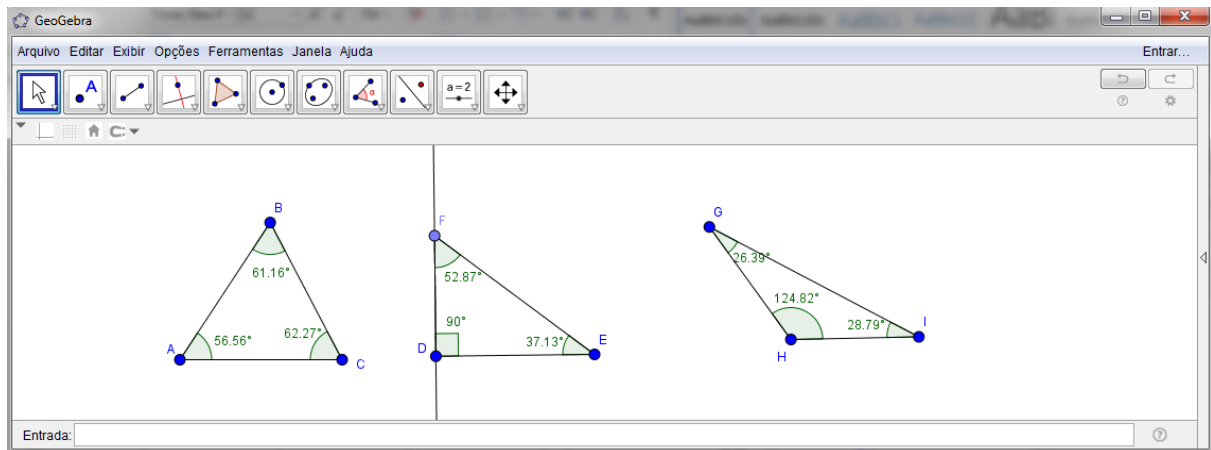 GeoGebra
Arquivo Editar Exibir Opções Ferramentas Janela Ajuda
Entrar...
A
α
a = 2
B
61.16°
A
56.56°
62.27°
C
F
52.87°
90°
D
37.13°
E
G
26.39°
124.82°
28.79°
I
H
Entrada: